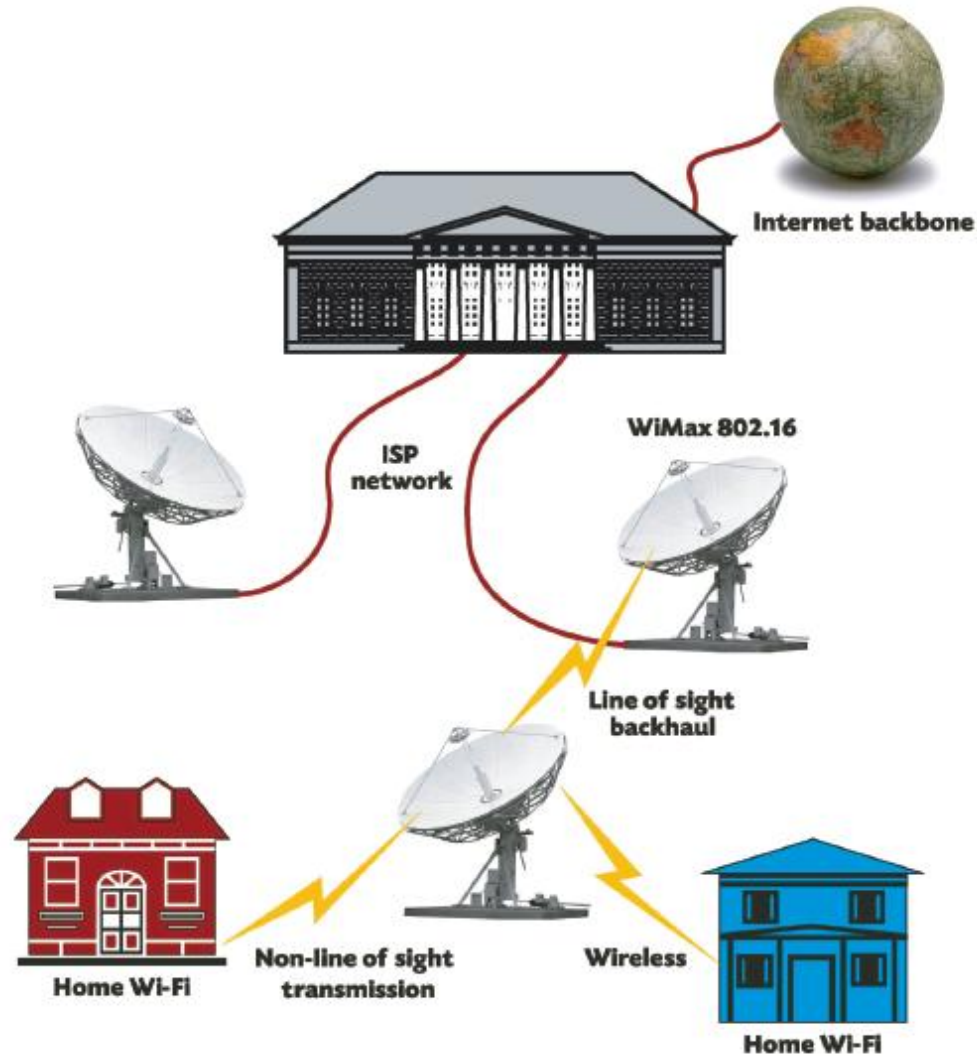 Internet backbone
WiMax 802.16
ISP
network
Line of sight
backhaul
Non-line of sight
transmission
Wireless
Home Wi-Fi
Home Wi-Fi